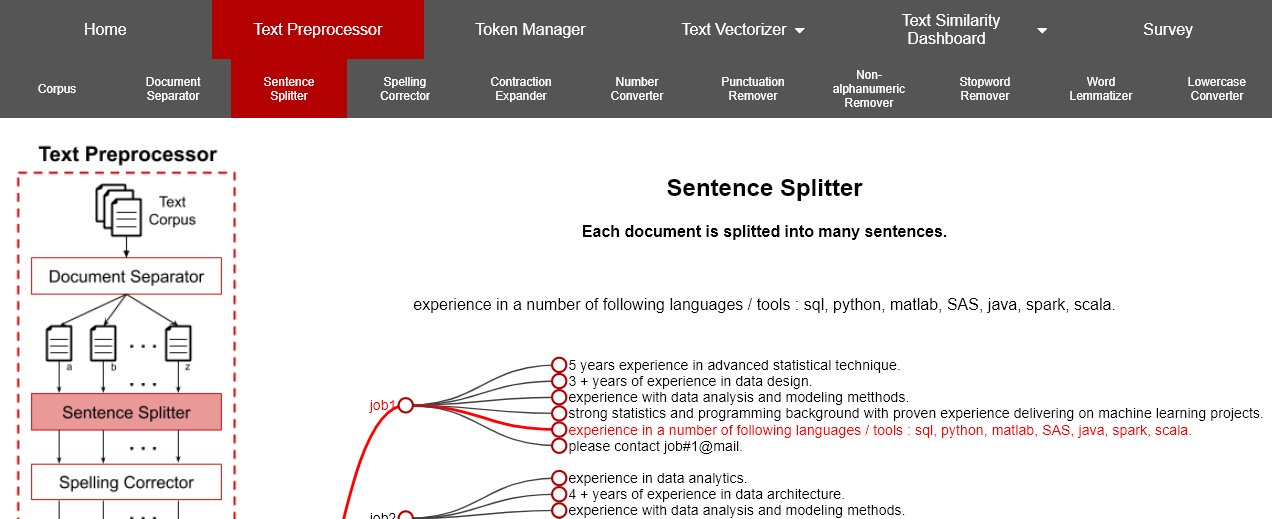 Home
Text Preprocessor
Token Manager
Text Vectorizer
Text Similarity
Dashboard
Survey
Corpus
Document
Separator
Sentence
Splitter
Spelling
Corrector
Contraction
Expander
Number
Converter
Punctuation
Remover
Non-
alphanumeric
Remover
Stopword
Remover
Word
Lemmatizer
Lowercase
Converter
Text Preprocessor
Text
Corpus
Document Separator
a
b
z
Sentence Splitter
Spelling Corrector
Sentence Splitter
Each document is splitted into many sentences.
experience in a number of following languages / tools : sql, python, matlab, SAS, java, spark, scala.
job1
5 years experience in advanced statistical technique.
3 + years of experience in data design.
experience with data analysis and modeling metthods.
strong statistics and programming background with proven experience delivering on machine learning projects.
experience in a number of following languages / tools : sql, python, matlab, SAS, java, spark, scala.
please contact job#1@mail.
job2
experience in data analytics.
4 + years of experience in data architecture.
experience with data analysis and modeling methods.